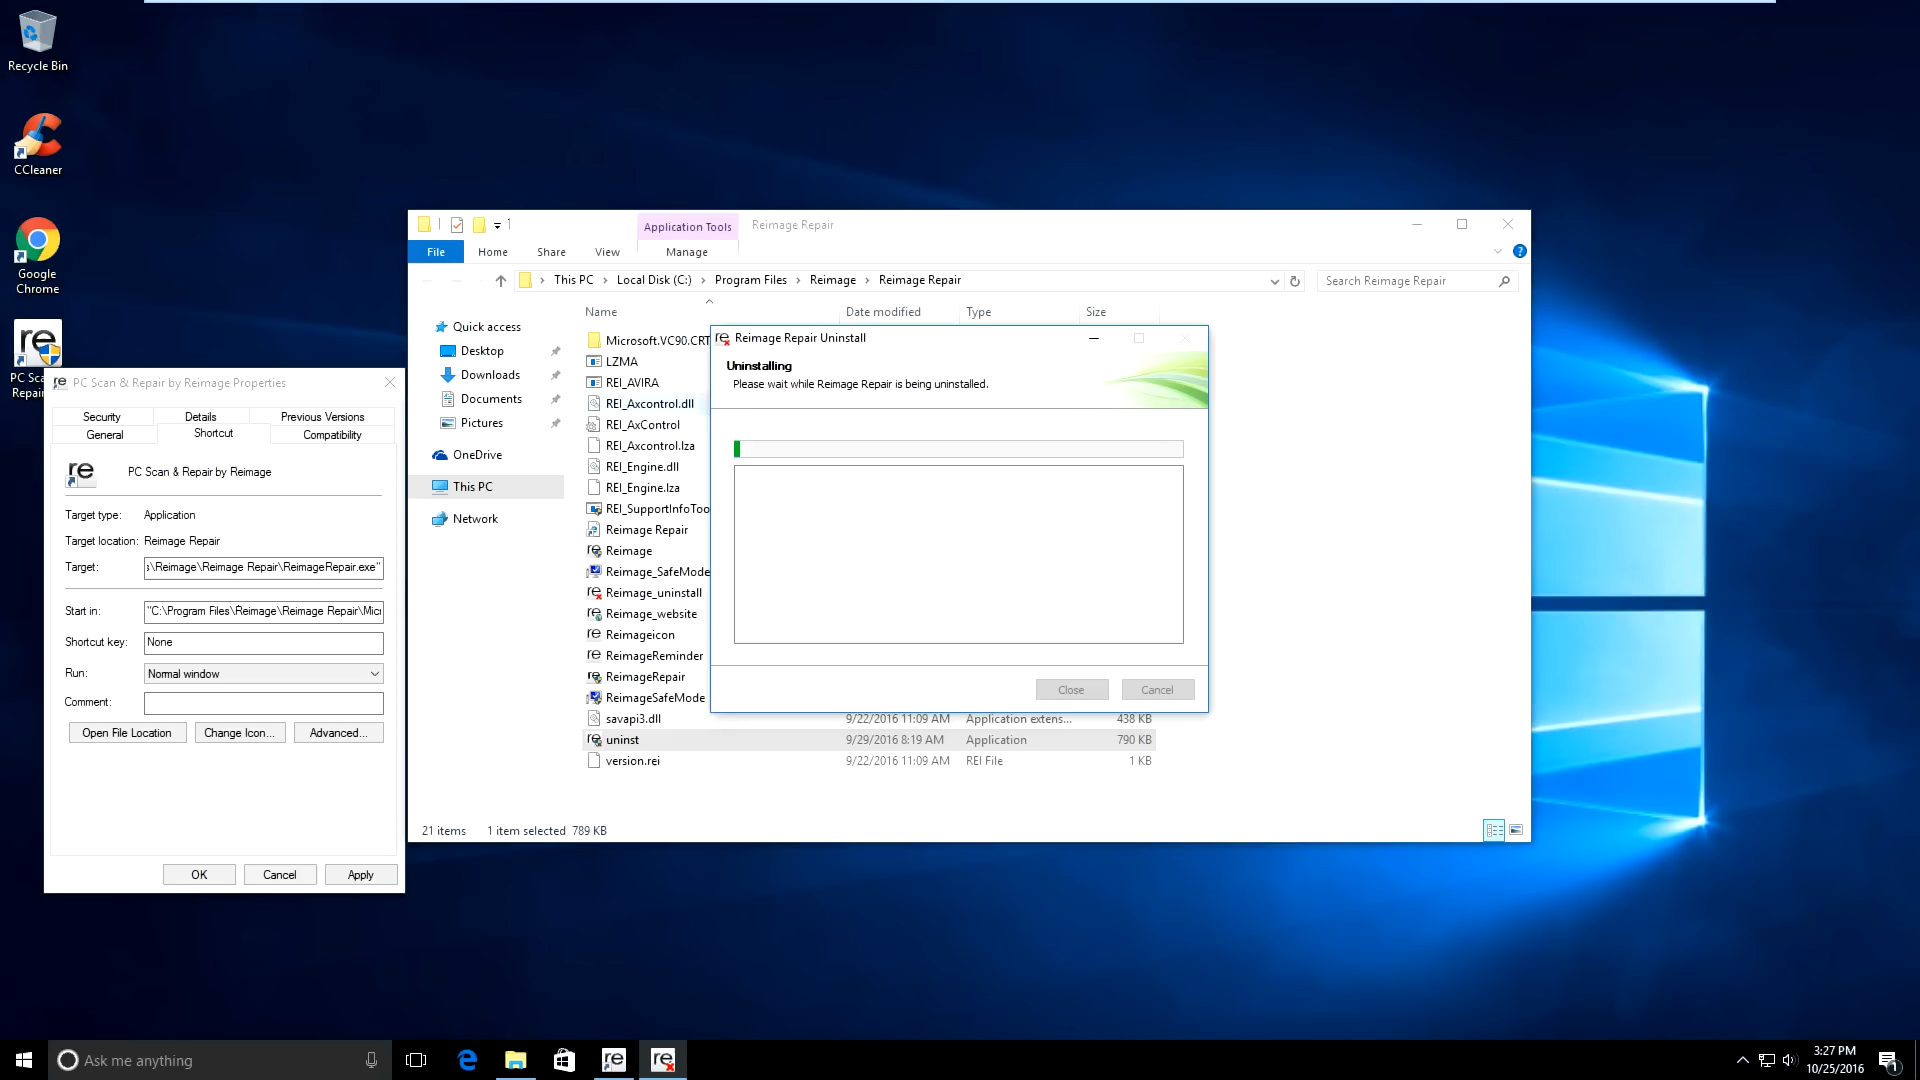 Recycle Bin
CCleaner
Google
Chrome
re
PC Sca
Repair
Application Tools
Reimage Repair
File
Home
Share
View
Manage
This PC
Local Disk (C:)
Program Files
Reimage
Reimage Repair
Search Reimage Repair
Name
Date modified
Type
Size
Quick access
Desktop
Downloads
Documents
Pictures
OneDrive
This PC
Network
Microsoft.VC90.CRT
LZMA
REI_AVIRA
REI_Axcontrol.dll
REI_AxControl
REI_Axcontrol.lza
REI_Engine.dll
REI_Engine.lza
REI_SupportInfoToo
Reimage Repair
Reimage
Reimage_SafeMode
Reimage_uninstall
Reimage_website
Reimageicon
ReimageReminder
ReimageRepair
ReimageSafeMode
savapi3.dll 9/22/2016 11:09 AM Application extens... 438 KB
uninst 9/29/2016 8:19 AM Application 790 KB
version.rei 9/22/2016 11:09 AM REI File 1 KB
21 items 1 item selected 789 KB
Reimage Repair Uninstall
Uninstalling
Please wait while Reimage Repair is being uninstalled.
Close
Cancel
PC Scan & Repair by Reimage Properties
Security
Details
Previous Versions
General
Shortcut
Compatibility
re
PC Scan & Repair by Reimage
Target type: Application
Target location: Reimage Repair
Target: s\Reimage\Reimage Repair\ReimageRepair.exe"
Start in: "C:\Program Files\Reimage\Reimage Repair\Micr
Shortcut key: None
Run: Normal window
Comment:
Open File Location
Change Icon...
Advanced...
OK
Cancel
Apply
Ask me anything
re
re
3:27 PM
10/25/2016
1